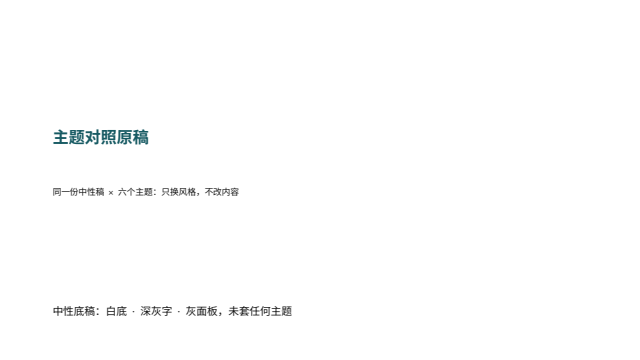 主题对照原稿
同一份中性稿 × 六个主题：只换风格，不改内容
中性底稿：白底 · 深灰字 · 灰面板，未套任何主题